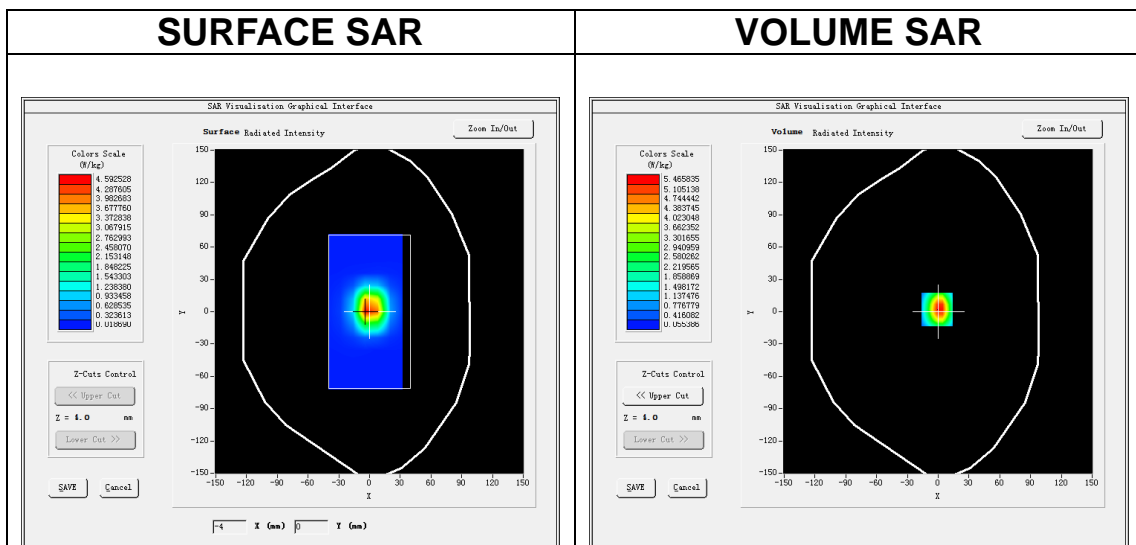 SURFACE SAR
VOLUME SAR
SAR Visualisation Graphical Interface
Surface Radiated Intensity
Zoom In/Out
Colors Scale
(W/kg)
4.592528
4.287605
3.982683
3.677760
3.372838
3.067915
2.762993
2.458070
2.153148
1.848225
1.543303
1.238380
0.933458
0.628535
0.323613
0.018690
150
120
90
60
30
0
-30
-60
-90
-120
-150
Y
-150 -120 -90 -60 -30 0 30 60 90 120 150
X
Z-Cuts Control
<< Upper Cut
Z = 4.0 mm
Lower Cut >>
SAVE
Cancel
-4 X (mm) 0 Y (mm)
SAR Visualisation Graphical Interface
Volume Radiated Intensity
Zoom In/Out
Colors Scale
(W/kg)
5.465835
5.105138
4.744442
4.383745
4.023048
3.662352
3.301655
2.940959
2.580262
2.219565
1.858869
1.498172
1.137476
0.776779
0.416082
0.055386
150
120
90
60
30
0
-30
-60
-90
-120
-150
Y
-150 -120 -90 -60 -30 0 30 60 90 120 150
X
Z-Cuts Control
<< Upper Cut
Z = 4.0 mm
Lower Cut >>
SAVE
Cancel